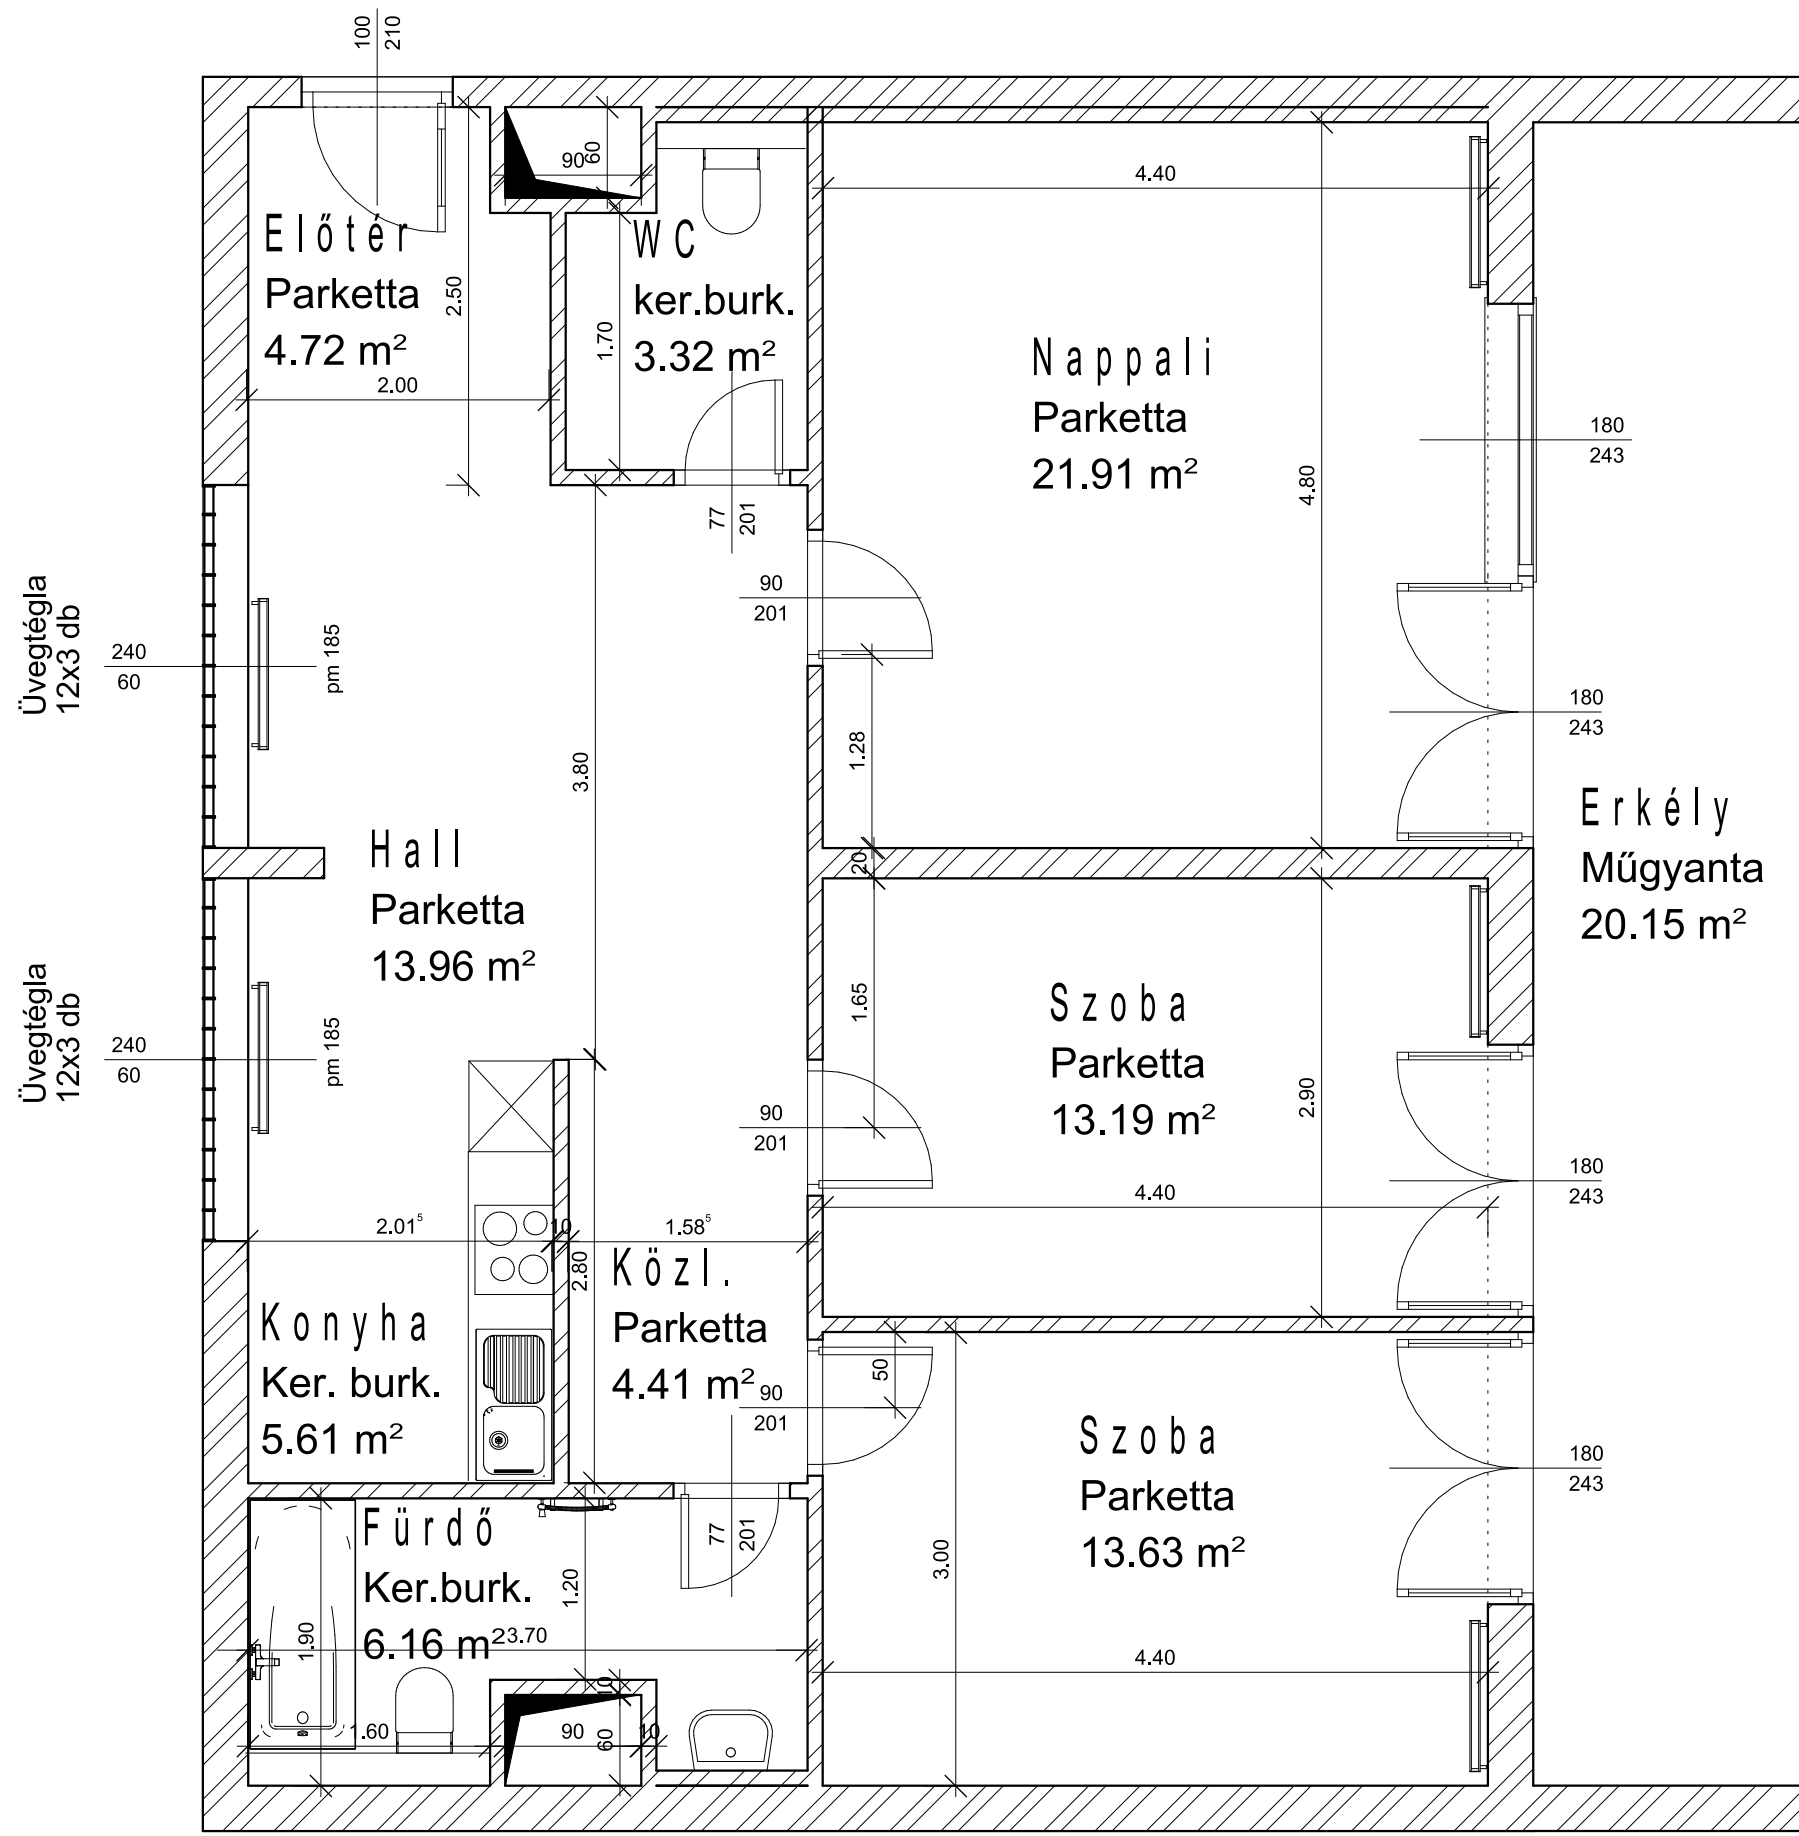 100
210
90
60
4.40
Előtér
Parketta
4.72 m²
2.50
2.00
WC
ker.burk.
3.32 m²
1.70
Nappali
Parketta
21.91 m²
4.80
180
243
77
201
90
201
Üvegtégla
12x3 db
240
60
pm 185
3.80
1.28
180
243
20
Erkély
Műgyanta
20.15 m²
Hall
Parketta
13.96 m²
1.65
Szoba
Parketta
13.19 m²
2.90
Üvegtégla
12x3 db
240
60
pm 185
90
201
180
243
4.40
2.01⁵
10
1.58⁵
2.80
Közl.
Parketta
4.41 m²
Konyha
Ker. burk.
5.61 m²
50
90
201
Szoba
Parketta
13.63 m²
180
243
Fürdő
Ker.burk.
6.16 m²
3.70
77
201
1.20
1.90
3.00
4.40
10
1.60
90
60
10